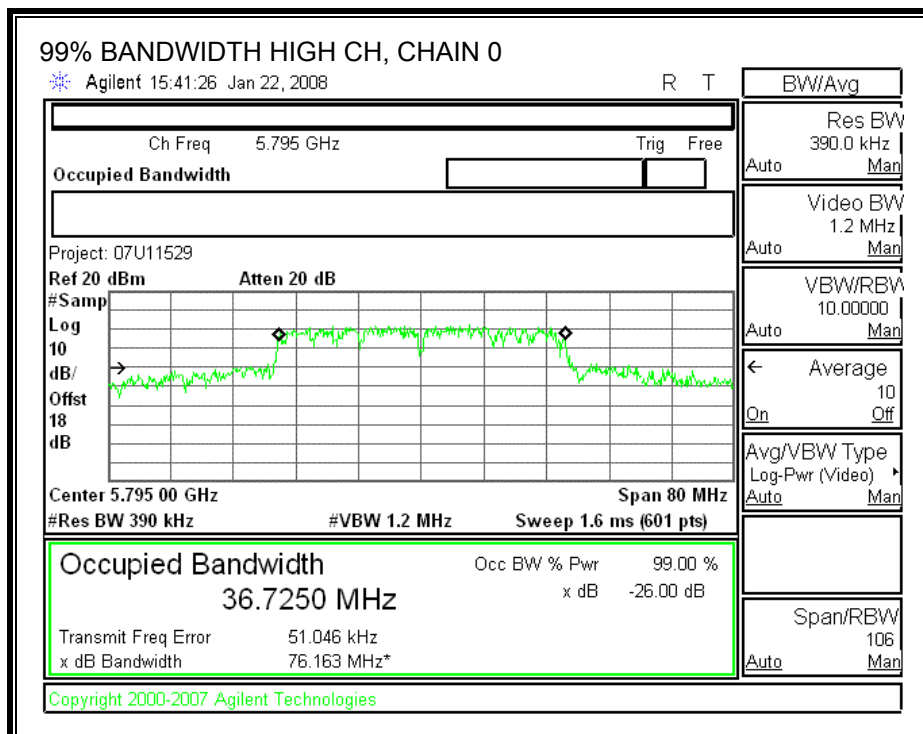 99% BANDWIDTH HIGH CH, CHAIN 0
Agilent 15:41:26 Jan 22, 2008 R T
BW/Avg
Ch Freq 5.795 GHz Trig Free
Occupied Bandwidth
Project: 07U11529
Ref 20 dBm Atten 20 dB
#Samp
Log
10
dB/
Offst
18
dB
Center 5.795 00 GHz Span 80 MHz
#Res BW 390 kHz #VBW 1.2 MHz Sweep 1.6 ms (601 pts)
Occupied Bandwidth
36.7250 MHz
Occ BW % Pwr 99.00 %
x dB -26.00 dB
Transmit Freq Error 51.046 kHz
x dB Bandwidth 76.163 MHz*
Copyright 2000-2007 Agilent Technologies
Res BW
390.0 kHz
Auto Man
Video BW
1.2 MHz
Auto Man
VBW/RBW
10.00000
Auto Man
Average
10
On Off
Avg/VBW Type
Log-Pwr (Video)
Auto Man
Span/RBW
106
Auto Man